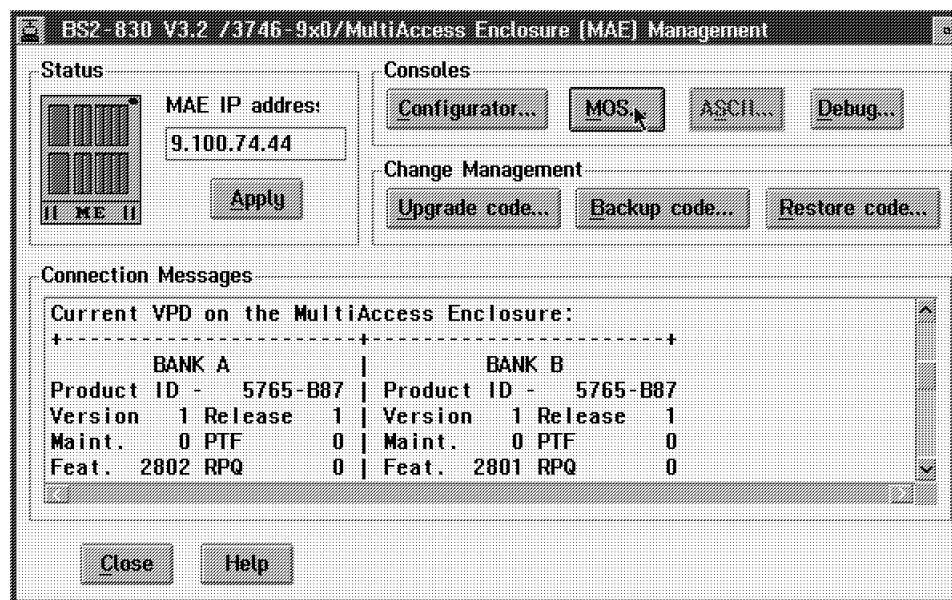 BS2-830 V3.2 /3746-9x0/MultiAccess Enclosure (MAE) Management
Status
MAE IP address
9.100.74.44
Apply
|| ME ||
Consoles
Configurator... MOS... ASCII... Debug...
Change Management
Upgrade code... Backup code... Restore code...
Connection Messages
Current VPD on the MultiAccess Enclosure:
+-----------------------+-----------------------+
BANK A | BANK B
Product ID - 5765-B87 | Product ID - 5765-B87
Version 1 Release 1 | Version 1 Release 1
Maint. 0 PTF 0 | Maint. 0 PTF 0
Feat. 2802 RPQ 0 | Feat. 2801 RPQ 0
Close Help